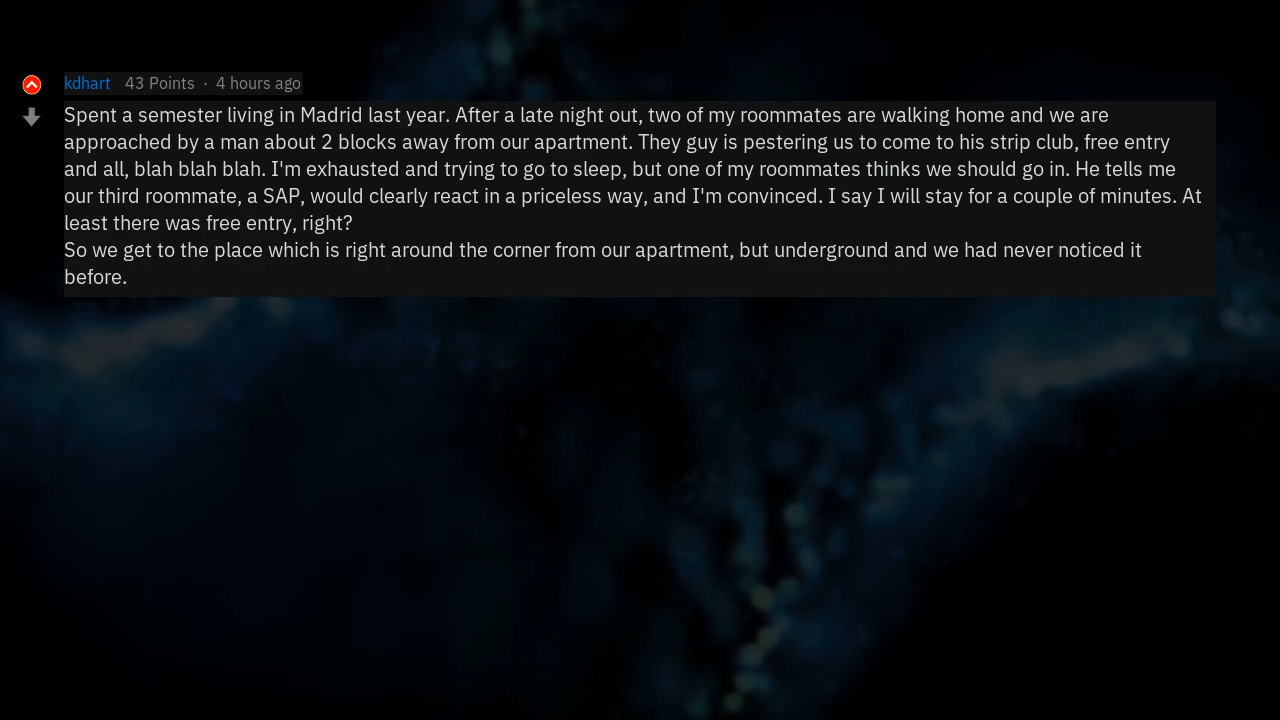 kdhart 43 Points · 4 hours ago
Spent a semester living in Madrid last year. After a late night out, two of my roommates are walking home and we are
approached by a man about 2 blocks away from our apartment. They guy is pestering us to come to his strip club, free entry
and all, blah blah blah. I'm exhausted and trying to go to sleep, but one of my roommates thinks we should go in. He tells me
our third roommate, a SAP, would clearly react in a priceless way, and I'm convinced. I say I will stay for a couple of minutes. At
least there was free entry, right?
So we get to the place which is right around the corner from our apartment, but underground and we had never noticed it
before.